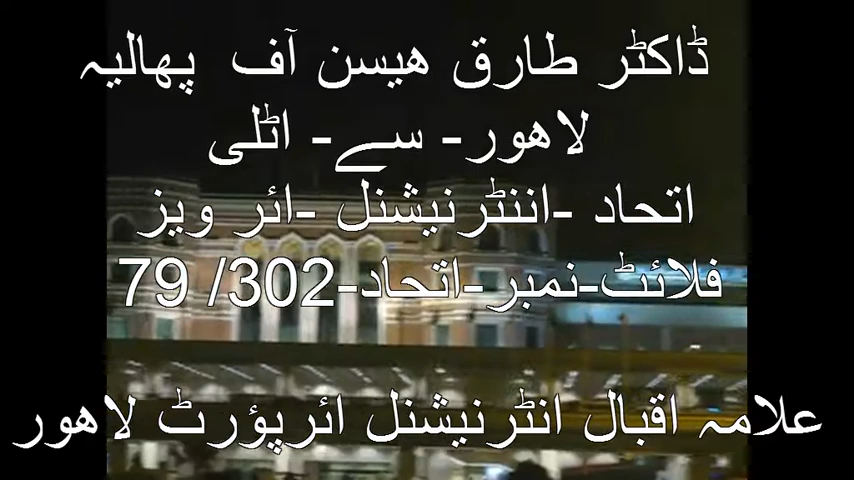 ڈاکٹر طارق ھیسن آف پھالیہ
لاھور- سے- اٹلی
اتحاد -اننٹرنیشنل -ائر ویز
فلائٹ-نمبر-اتحاد-302/ 79
علامہ اقبال انٹرنیشنل ائرپؤرٹ لاھور